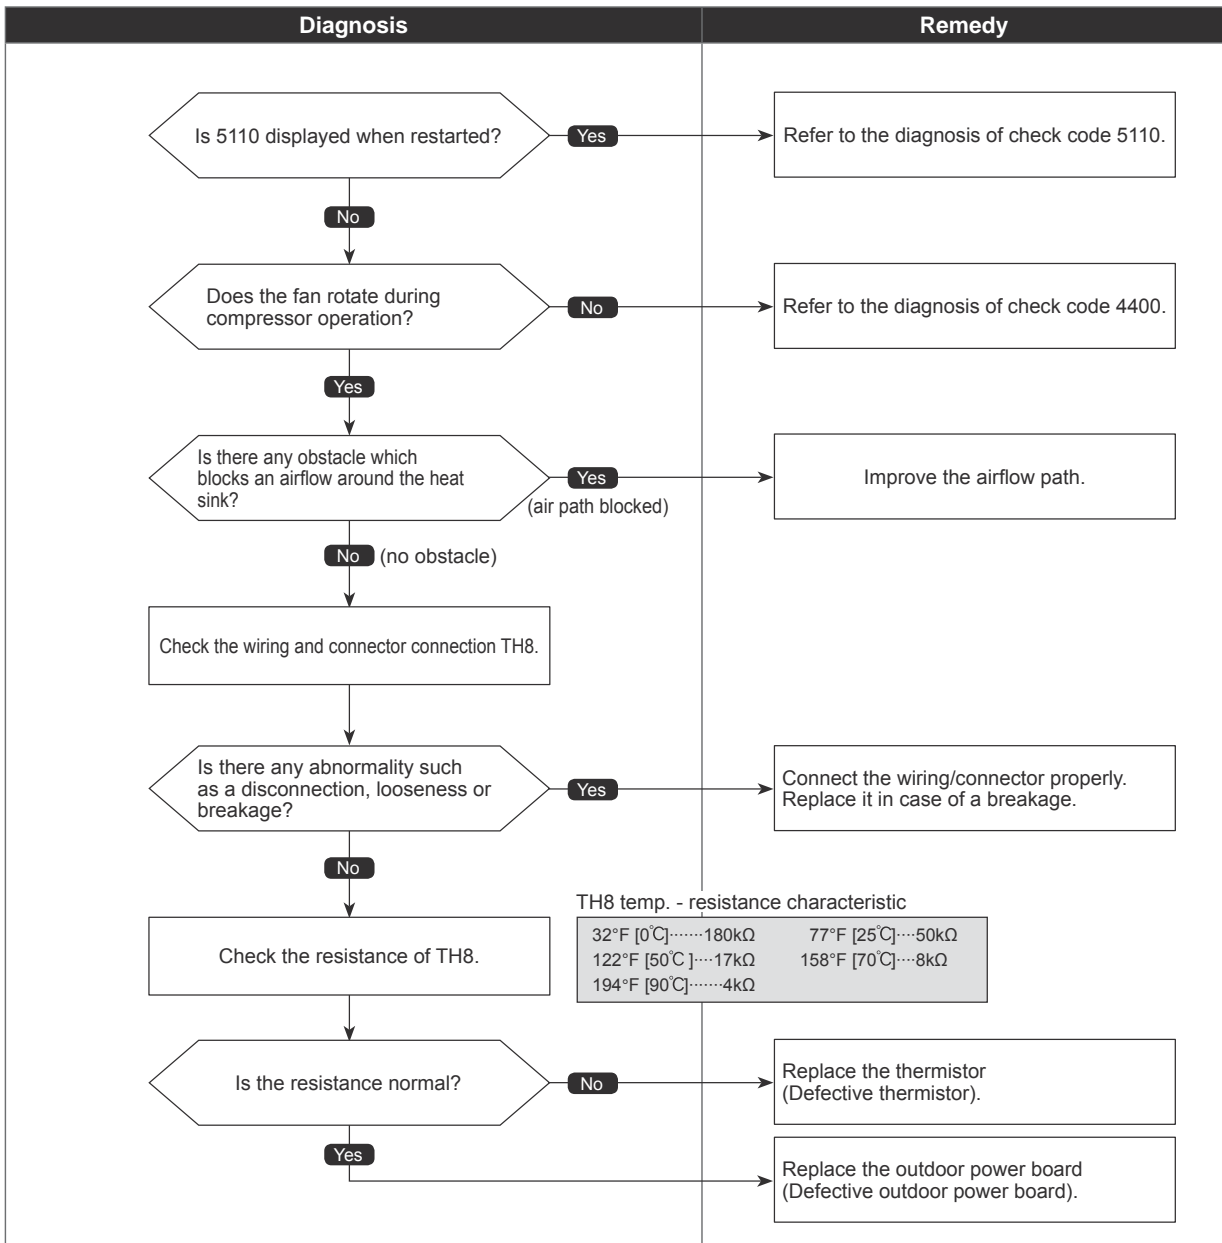 Diagnosis
Remedy
Is 5110 displayed when restarted?
Yes
Refer to the diagnosis of check code 5110.
No
Does the fan rotate during
compressor operation?
No
Refer to the diagnosis of check code 4400.
Yes
Is there any obstacle which
blocks an airflow around the heat
sink?
Yes
(air path blocked)
Improve the airflow path.
No (no obstacle)
Check the wiring and connector connection TH8.
Is there any abnormality such
as a disconnection, looseness or
breakage?
Yes
Connect the wiring/connector properly.
Replace it in case of a breakage.
No
TH8 temp. - resistance characteristic
32°F [0℃]·······180kΩ 77°F [25℃]····50kΩ
122°F [50℃ ]····17kΩ 158°F [70℃]····8kΩ
194°F [90℃]·······4kΩ
Check the resistance of TH8.
Is the resistance normal?
No
Replace the thermistor
(Defective thermistor).
Yes
Replace the outdoor power board
(Defective outdoor power board).